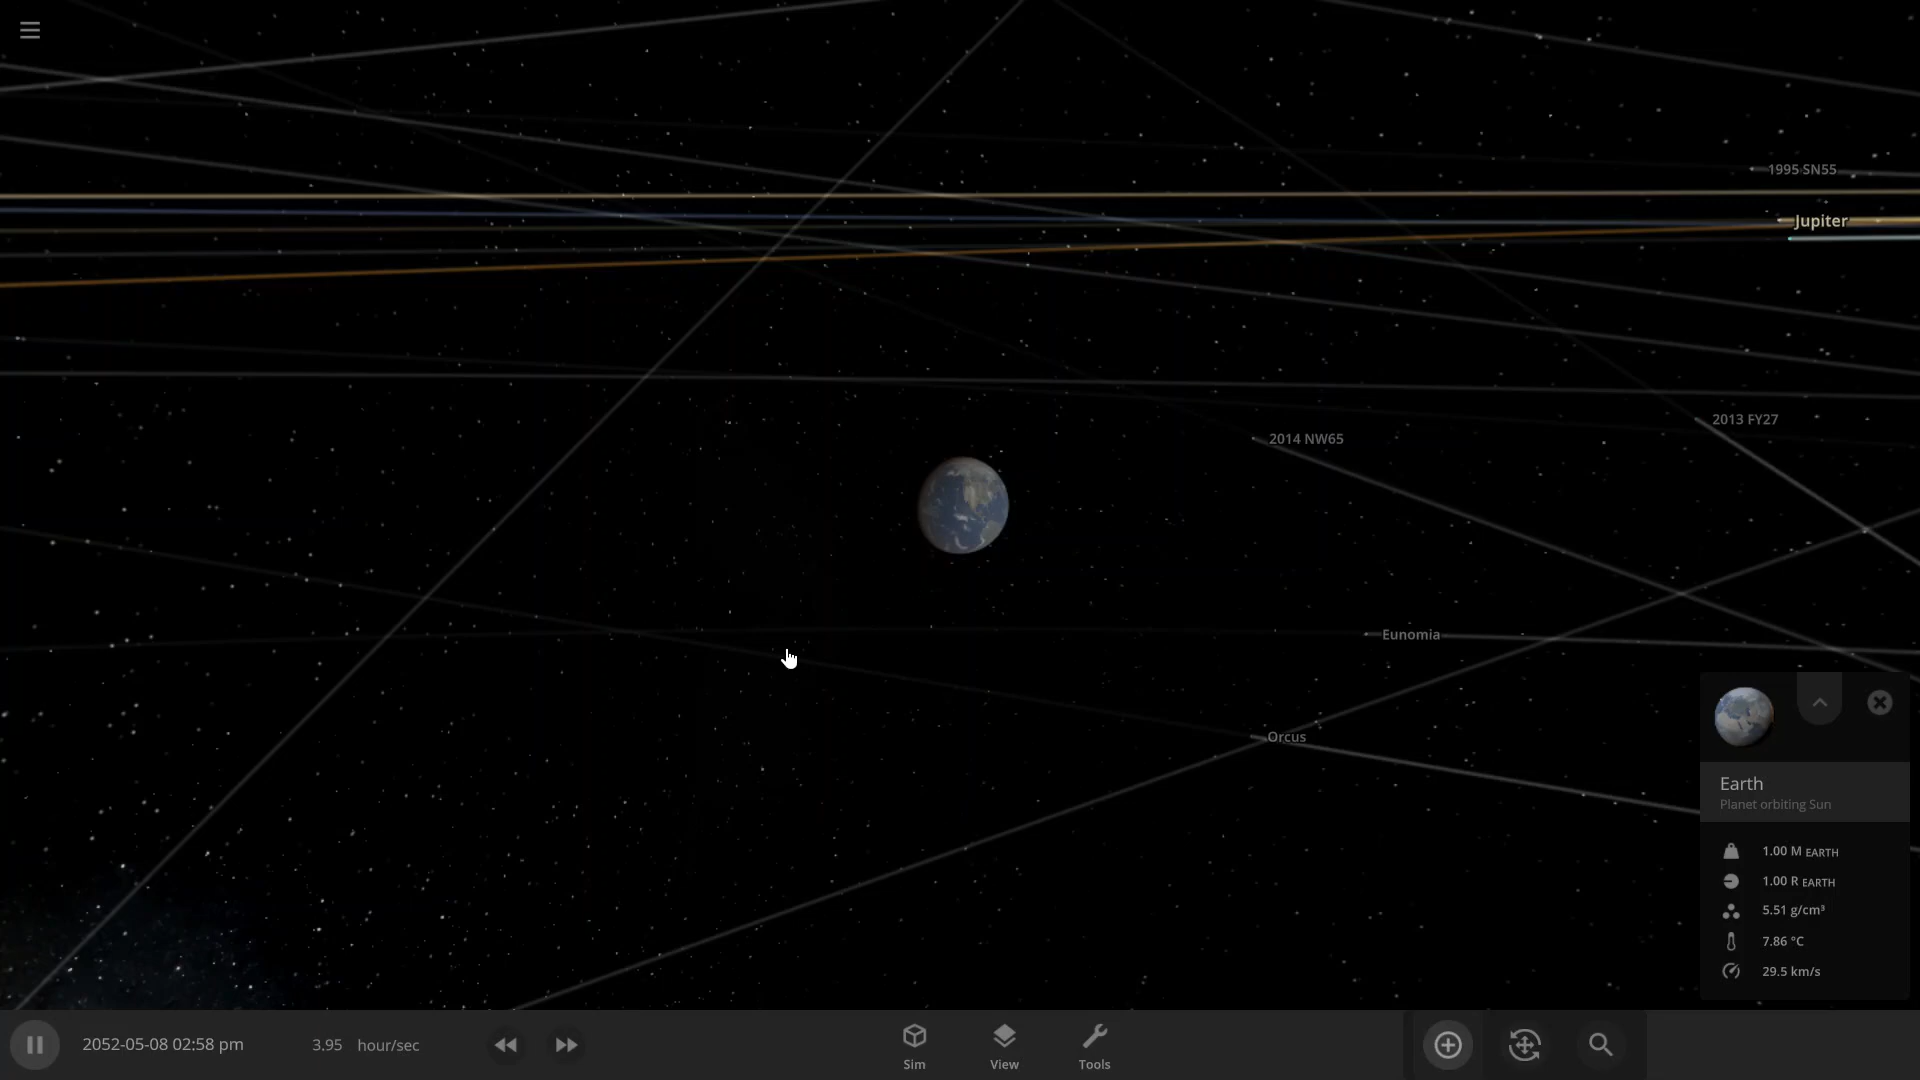 1995 SN55
Jupiter
2013 FY27
2014 NW65
Eunomia
Orcus
Earth
Planet orbiting Sun
1.00 M EARTH
1.00 R EARTH
5.51 g/cm³
7.86 °C
29.5 km/s
2052-05-08 02:58 pm
3.95 hour/sec
Sim
View
Tools